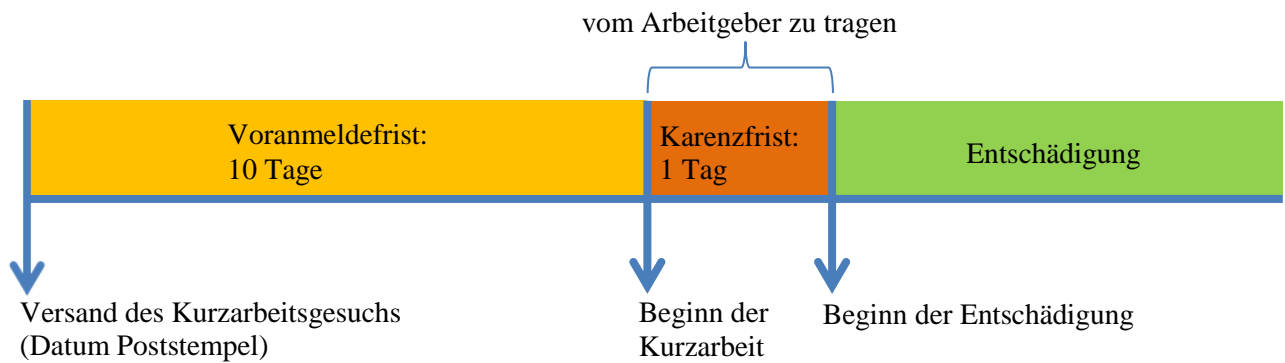 vom Arbeitgeber zu tragen
Voranmeldefrist:
10 Tage
Karenzfrist:
1 Tag
Entschädigung
Versand des Kurzarbeitsgesuchs
(Datum Poststempel)
Beginn der
Kurzarbeit
Beginn der Entschädigung